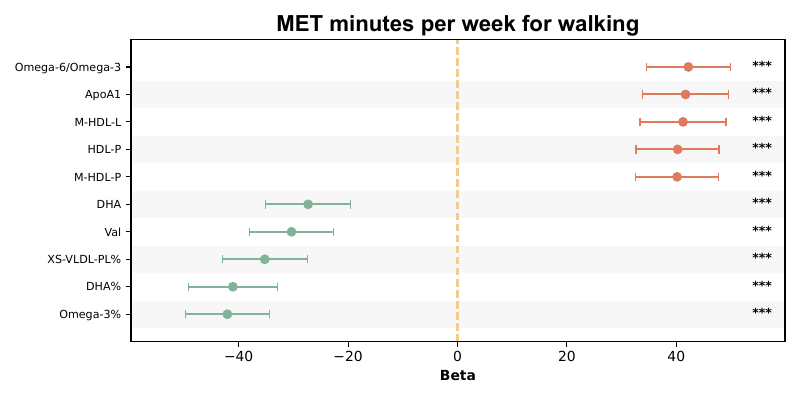 MET minutes per week for walking
Omega-6/Omega-3 ***
ApoA1 ***
M-HDL-L ***
HDL-P ***
M-HDL-P ***
DHA ***
Val ***
XS-VLDL-PL% ***
DHA% ***
Omega-3% ***
−40 −20 0 20 40
Beta